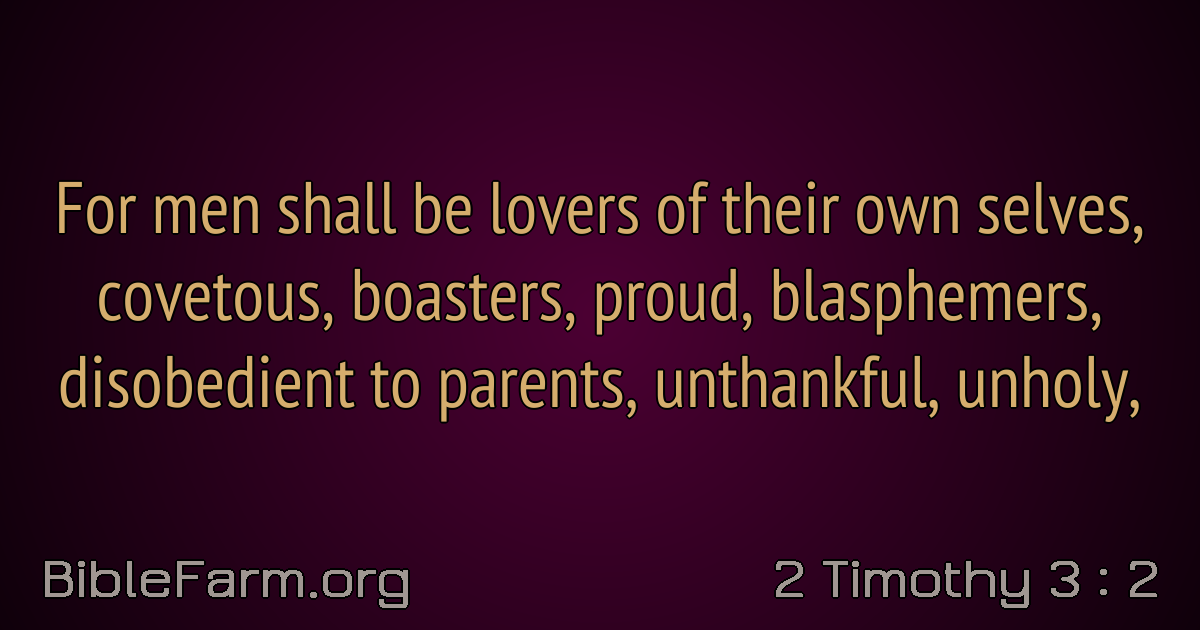 For men shall be lovers of their own selves,
covetous, boasters, proud, blasphemers,
disobedient to parents, unthankful, unholy,
BibleFarm.org
2 Timothy 3 : 2